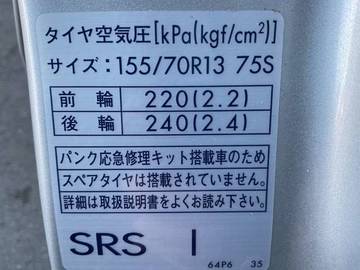 タイヤ空気圧[kPa(kgf/cm²)]
サイズ:155/70R13 75S
前輪 220(2.2)
後輪 240(2.4)
パンク応急修理キット搭載車のため
スペアタイヤは搭載されていません。
詳細は取扱説明書をよくお読み下さい。
SRS I
64P6 35